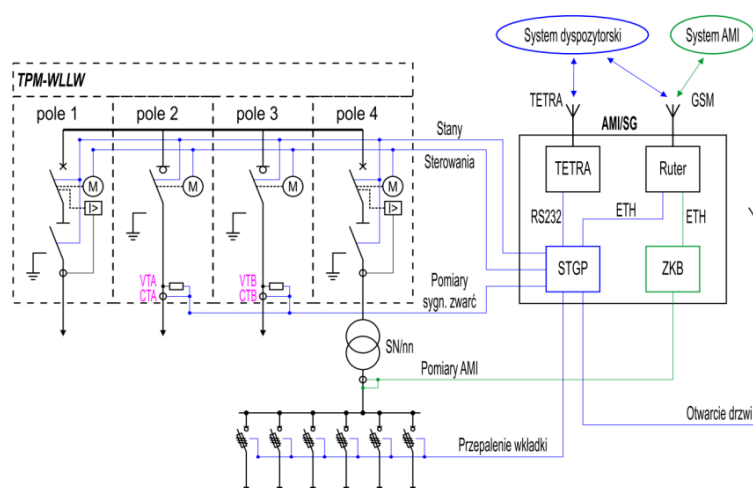 System dyspozytorski
System AMI
TPM-WLLW
TETRA
GSM
pole 1
pole 2
pole 3
pole 4
Stany
AMI/SG
M
M
M
M
Sterowania
TETRA
Ruter
I>
I>
RS232
ETH
ETH
STGP
ZKB
VTA
CTA
VTB
CTB
Pomiary
sygn. zwarć
SN/nn
Pomiary AMI
Otwarcie drzwi
Przepalenie wkładki